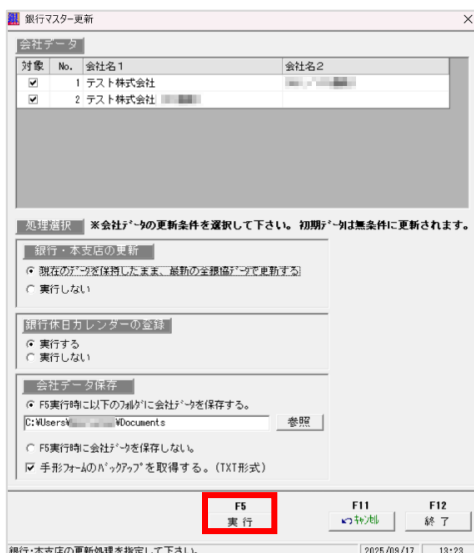 銀行マスター更新
会社データ
対象 No. 会社名1 会社名2
1 テスト株式会社
2 テスト株式会社
処理選択 ※会社ﾃﾞｰﾀの更新条件を選択して下さい。初期ﾃﾞｰﾀは無条件に更新されます。
銀行・本支店の更新
現在のﾃﾞｰﾀを保持したまま、最新の全銀協ﾃﾞｰﾀで更新する
実行しない
銀行休日カレンダーの登録
実行する
実行しない
会社データ保存
F5実行時に以下のﾌｫﾙﾀﾞに会社ﾃﾞｰﾀを保存する。
C:¥Users¥ ¥Documents 参照
F5実行時に会社ﾃﾞｰﾀを保存しない。
手形ﾌｫｰﾑのﾊﾞｯｸｱｯﾌﾟを取得する。(TXT形式)
F5 F11 F12
実行 ｷｬﾝｾﾙ 終了
銀行・本支店の更新処理を指定して下さい。 2025/09/17 13:23